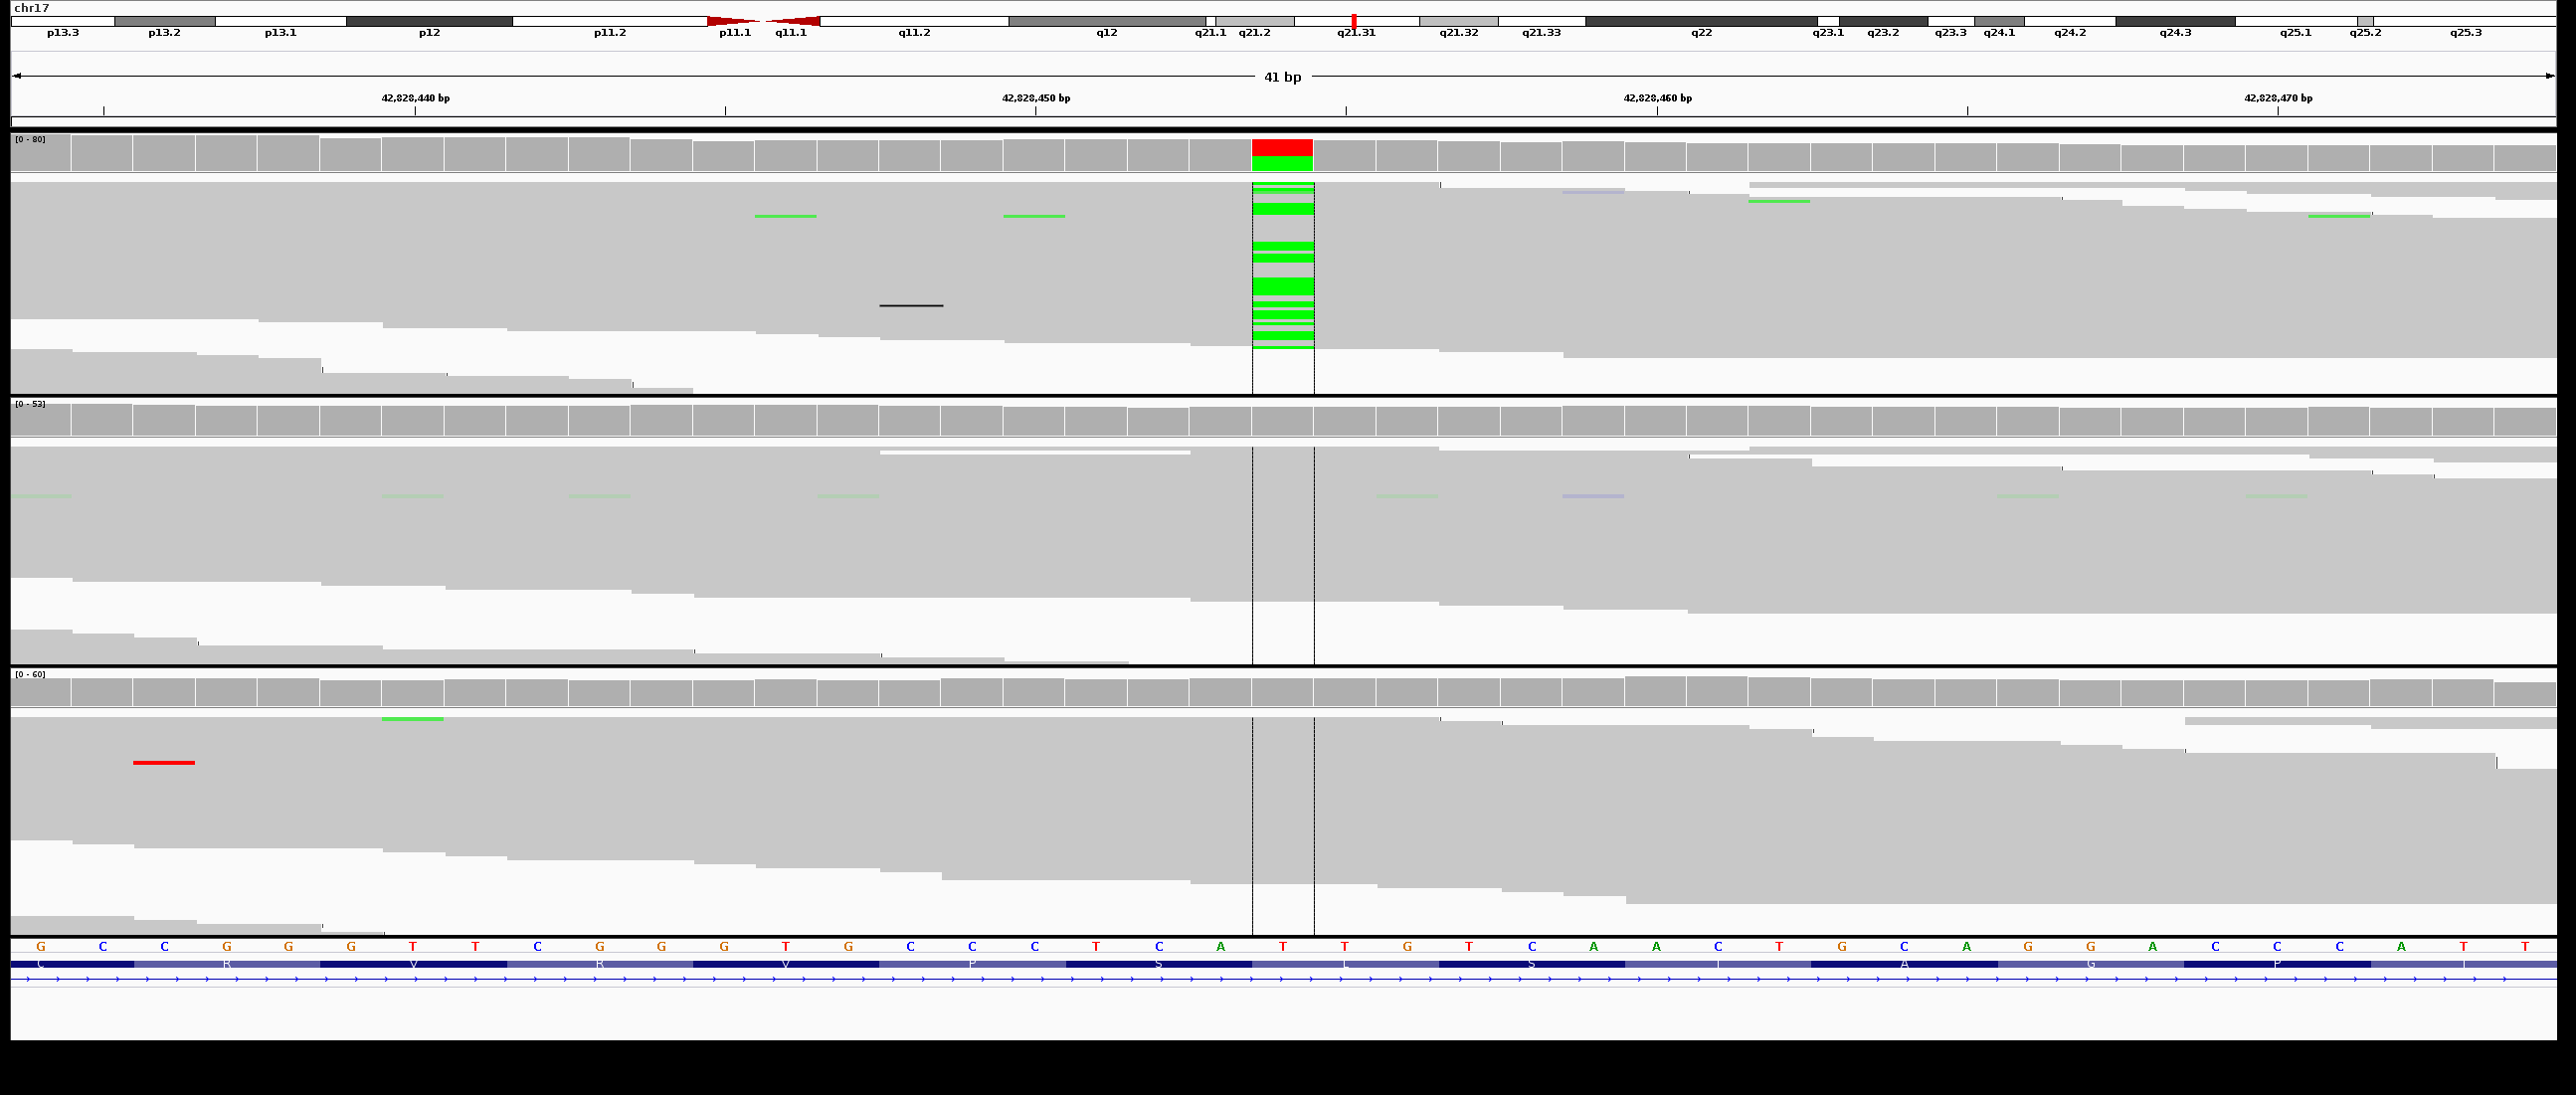 chr17
p13.3 p13.2 p13.1 p12 p11.2 p11.1 q11.1 q11.2 q12 q21.1 q21.2 q21.31 q21.32 q21.33 q22 q23.1 q23.2 q23.3 q24.1 q24.2 q24.3 q25.1 q25.2 q25.3
41 bp
42,828,440 bp 42,828,450 bp 42,828,460 bp 42,828,470 bp
[0 - 80]
[0 - 53]
[0 - 60]
G C C G G G T T C G G G T G C C C T C A T T G T C A A C T G C A G G A C C C A T T
C R V R V P S L S T A G P I